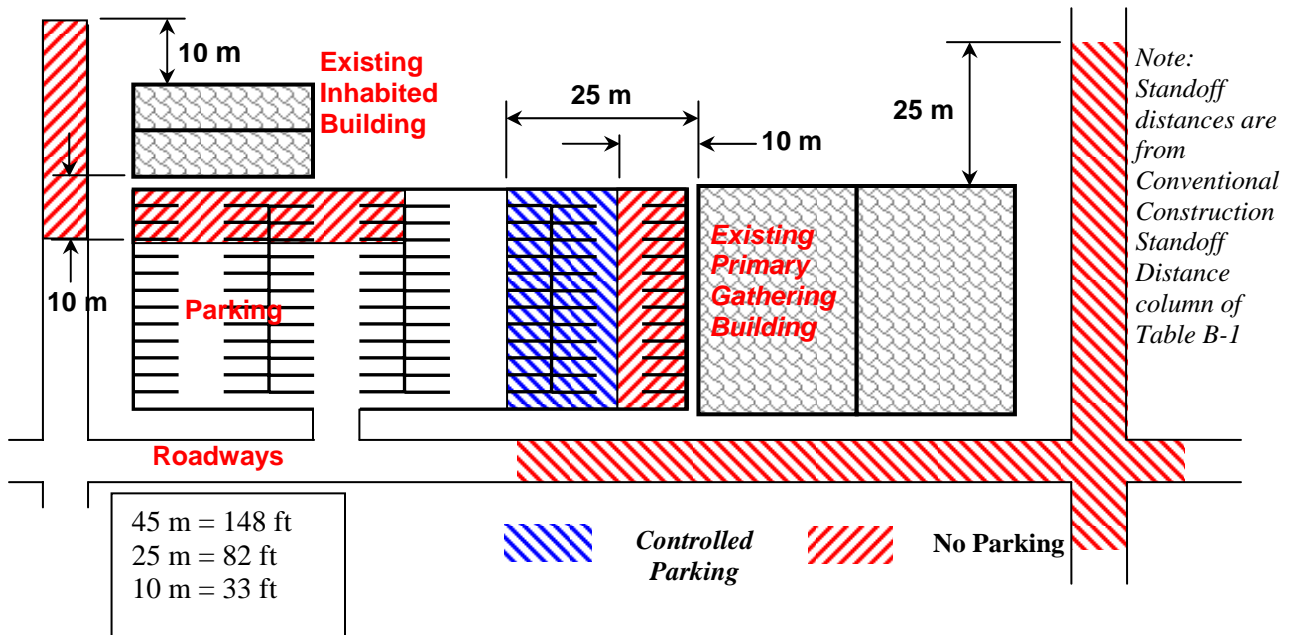 10 m
Existing
Inhabited
Building
25 m
10 m
25 m
Note:
Standoff
distances are
from
Conventional
Construction
Standoff
Distance
column of
Table B-1
Existing
Primary
Gathering
Building
10 m
Parking
Roadways
45 m = 148 ft
25 m = 82 ft
10 m = 33 ft
Controlled
Parking
No Parking